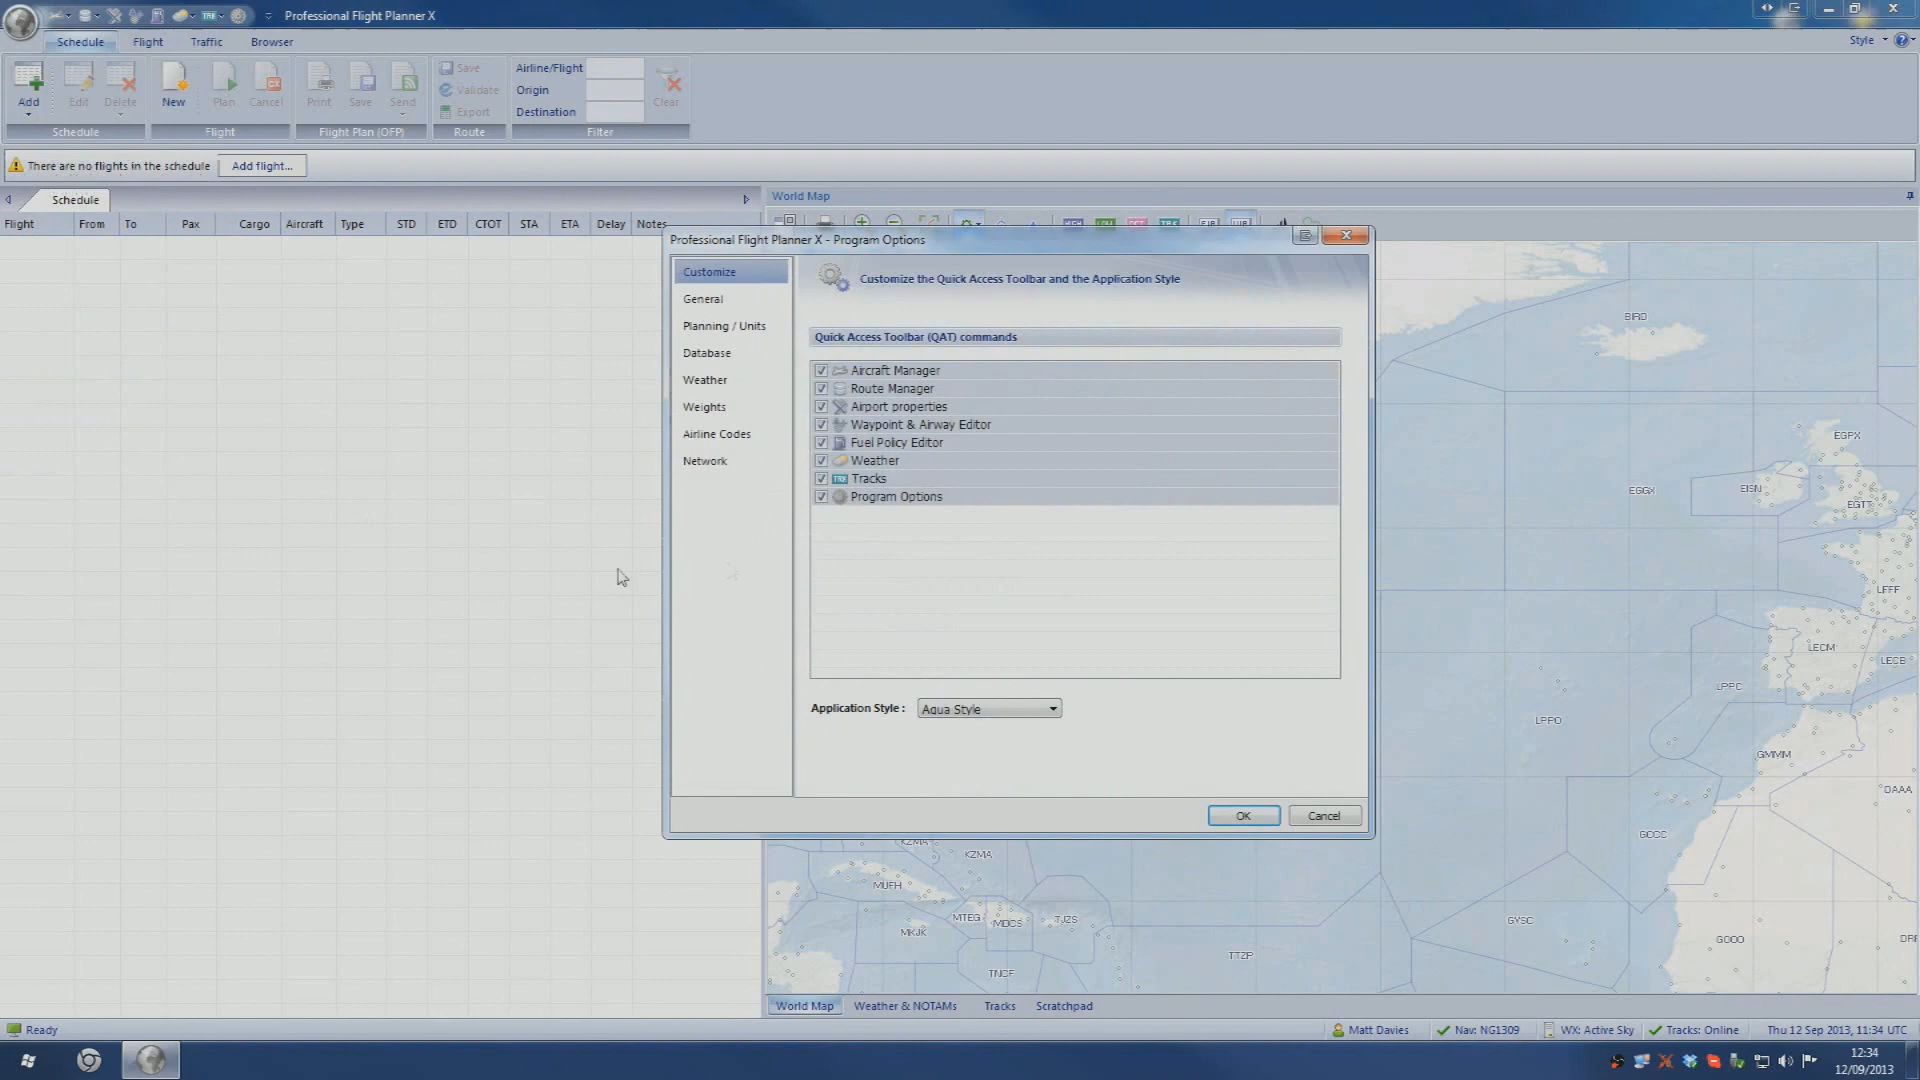 Professional Flight Planner X
Schedule Flight Traffic Browser
Style
Add Edit Delete New Plan Cancel Print Save Send
Save
Validate
Export
Airline/Flight
Origin
Destination
Clear
Schedule Flight Flight Plan (OFP) Route Filter
There are no flights in the schedule Add flight...
Schedule
World Map
Flight From To Pax Cargo Aircraft Type STD ETD CTOT STA ETA Delay Notes
Professional Flight Planner X - Program Options
Customize
General
Planning / Units
Database
Weather
Weights
Airline Codes
Network
Customize the Quick Access Toolbar and the Application Style
Quick Access Toolbar (QAT) commands
Aircraft Manager
Route Manager
Airport properties
Waypoint & Airway Editor
Fuel Policy Editor
Weather
TRK Tracks
Program Options
Application Style : Aqua Style
OK Cancel
BIRD
EGPX
EGGX
EISN
EGTT
LFFF
LECM
LECB
LPPC
LPPO
GMMM
DAAA
GCCC
GVSC
GOOO
KZMA
KZMA
MUFH
MTEG
MDCS
TJZS
MKJK
TNCF
TTZP
World Map Weather & NOTAMs Tracks Scratchpad
Ready
Matt Davies Nav: NG1309 WX: Active Sky Tracks: Online Thu 12 Sep 2013, 11:34 UTC
12:34
12/09/2013